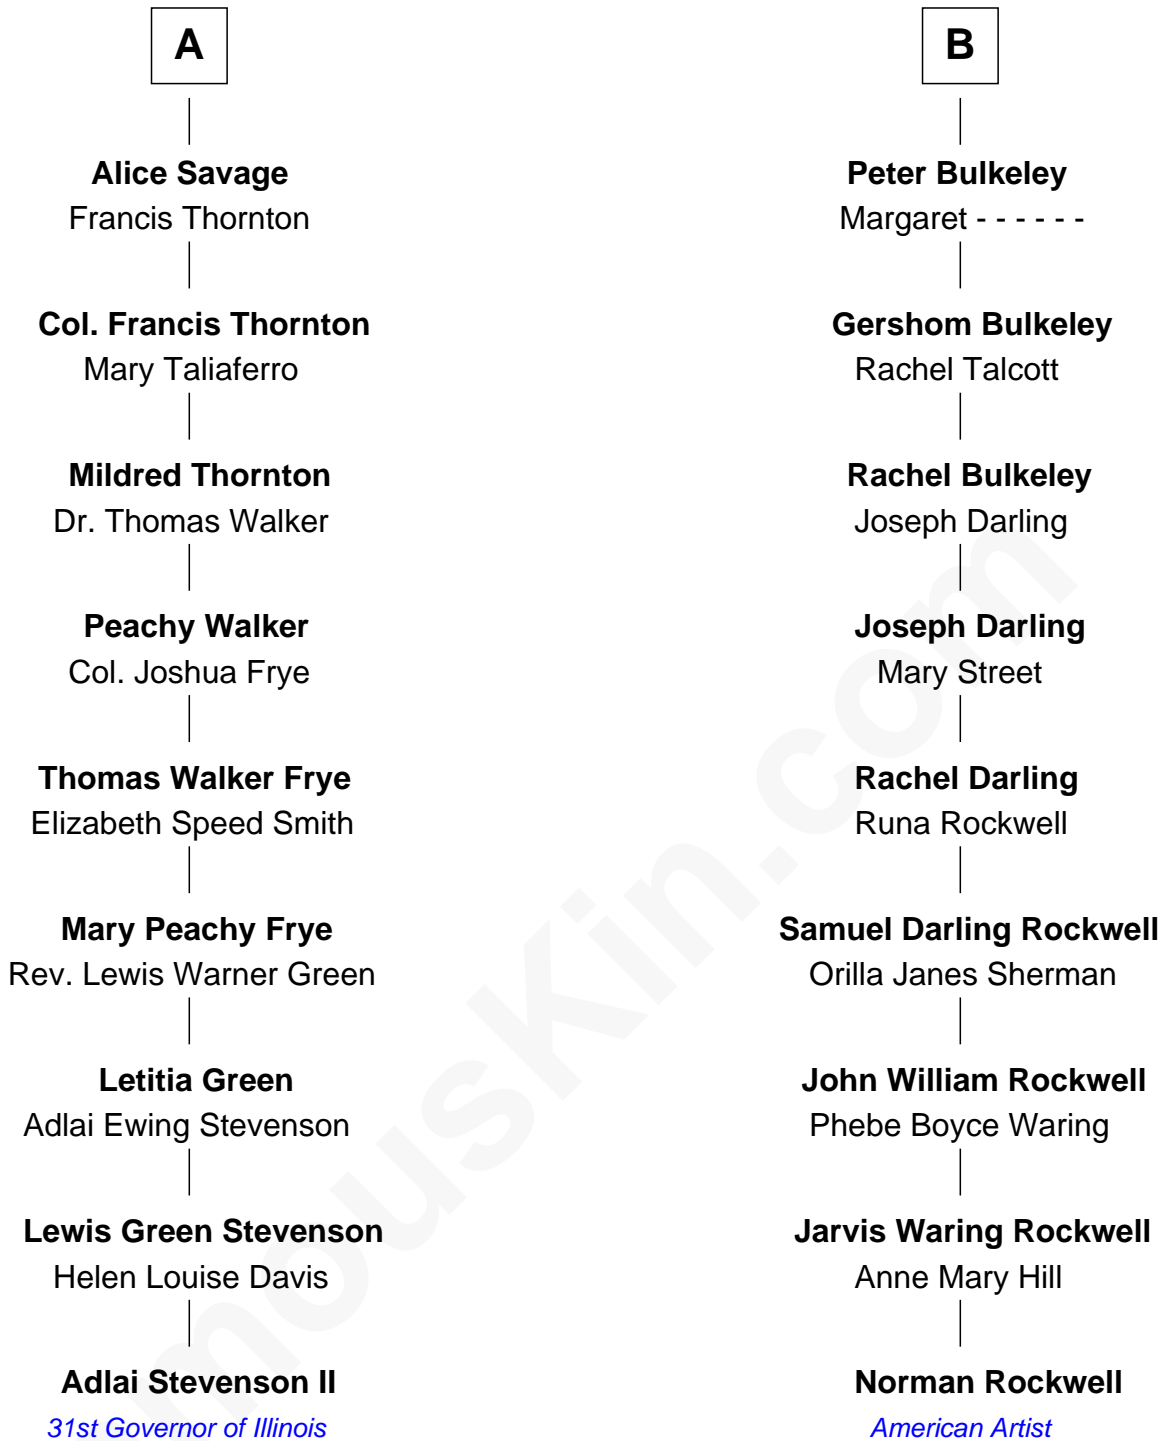 A
Alice Savage
Francis Thornton
Col. Francis Thornton
Mary Taliaferro
Mildred Thornton
Dr. Thomas Walker
Peachy Walker
Col. Joshua Frye
Thomas Walker Frye
Elizabeth Speed Smith
Mary Peachy Frye
Rev. Lewis Warner Green
Letitia Green
Adlai Ewing Stevenson
Lewis Green Stevenson
Helen Louise Davis
Adlai Stevenson II
31st Governor of Illinois
B
Peter Bulkeley
Margaret - - - - - -
Gershom Bulkeley
Rachel Talcott
Rachel Bulkeley
Joseph Darling
Joseph Darling
Mary Street
Rachel Darling
Runa Rockwell
Samuel Darling Rockwell
Orilla Janes Sherman
John William Rockwell
Phebe Boyce Waring
Jarvis Waring Rockwell
Anne Mary Hill
Norman Rockwell
American Artist
mousKin.com